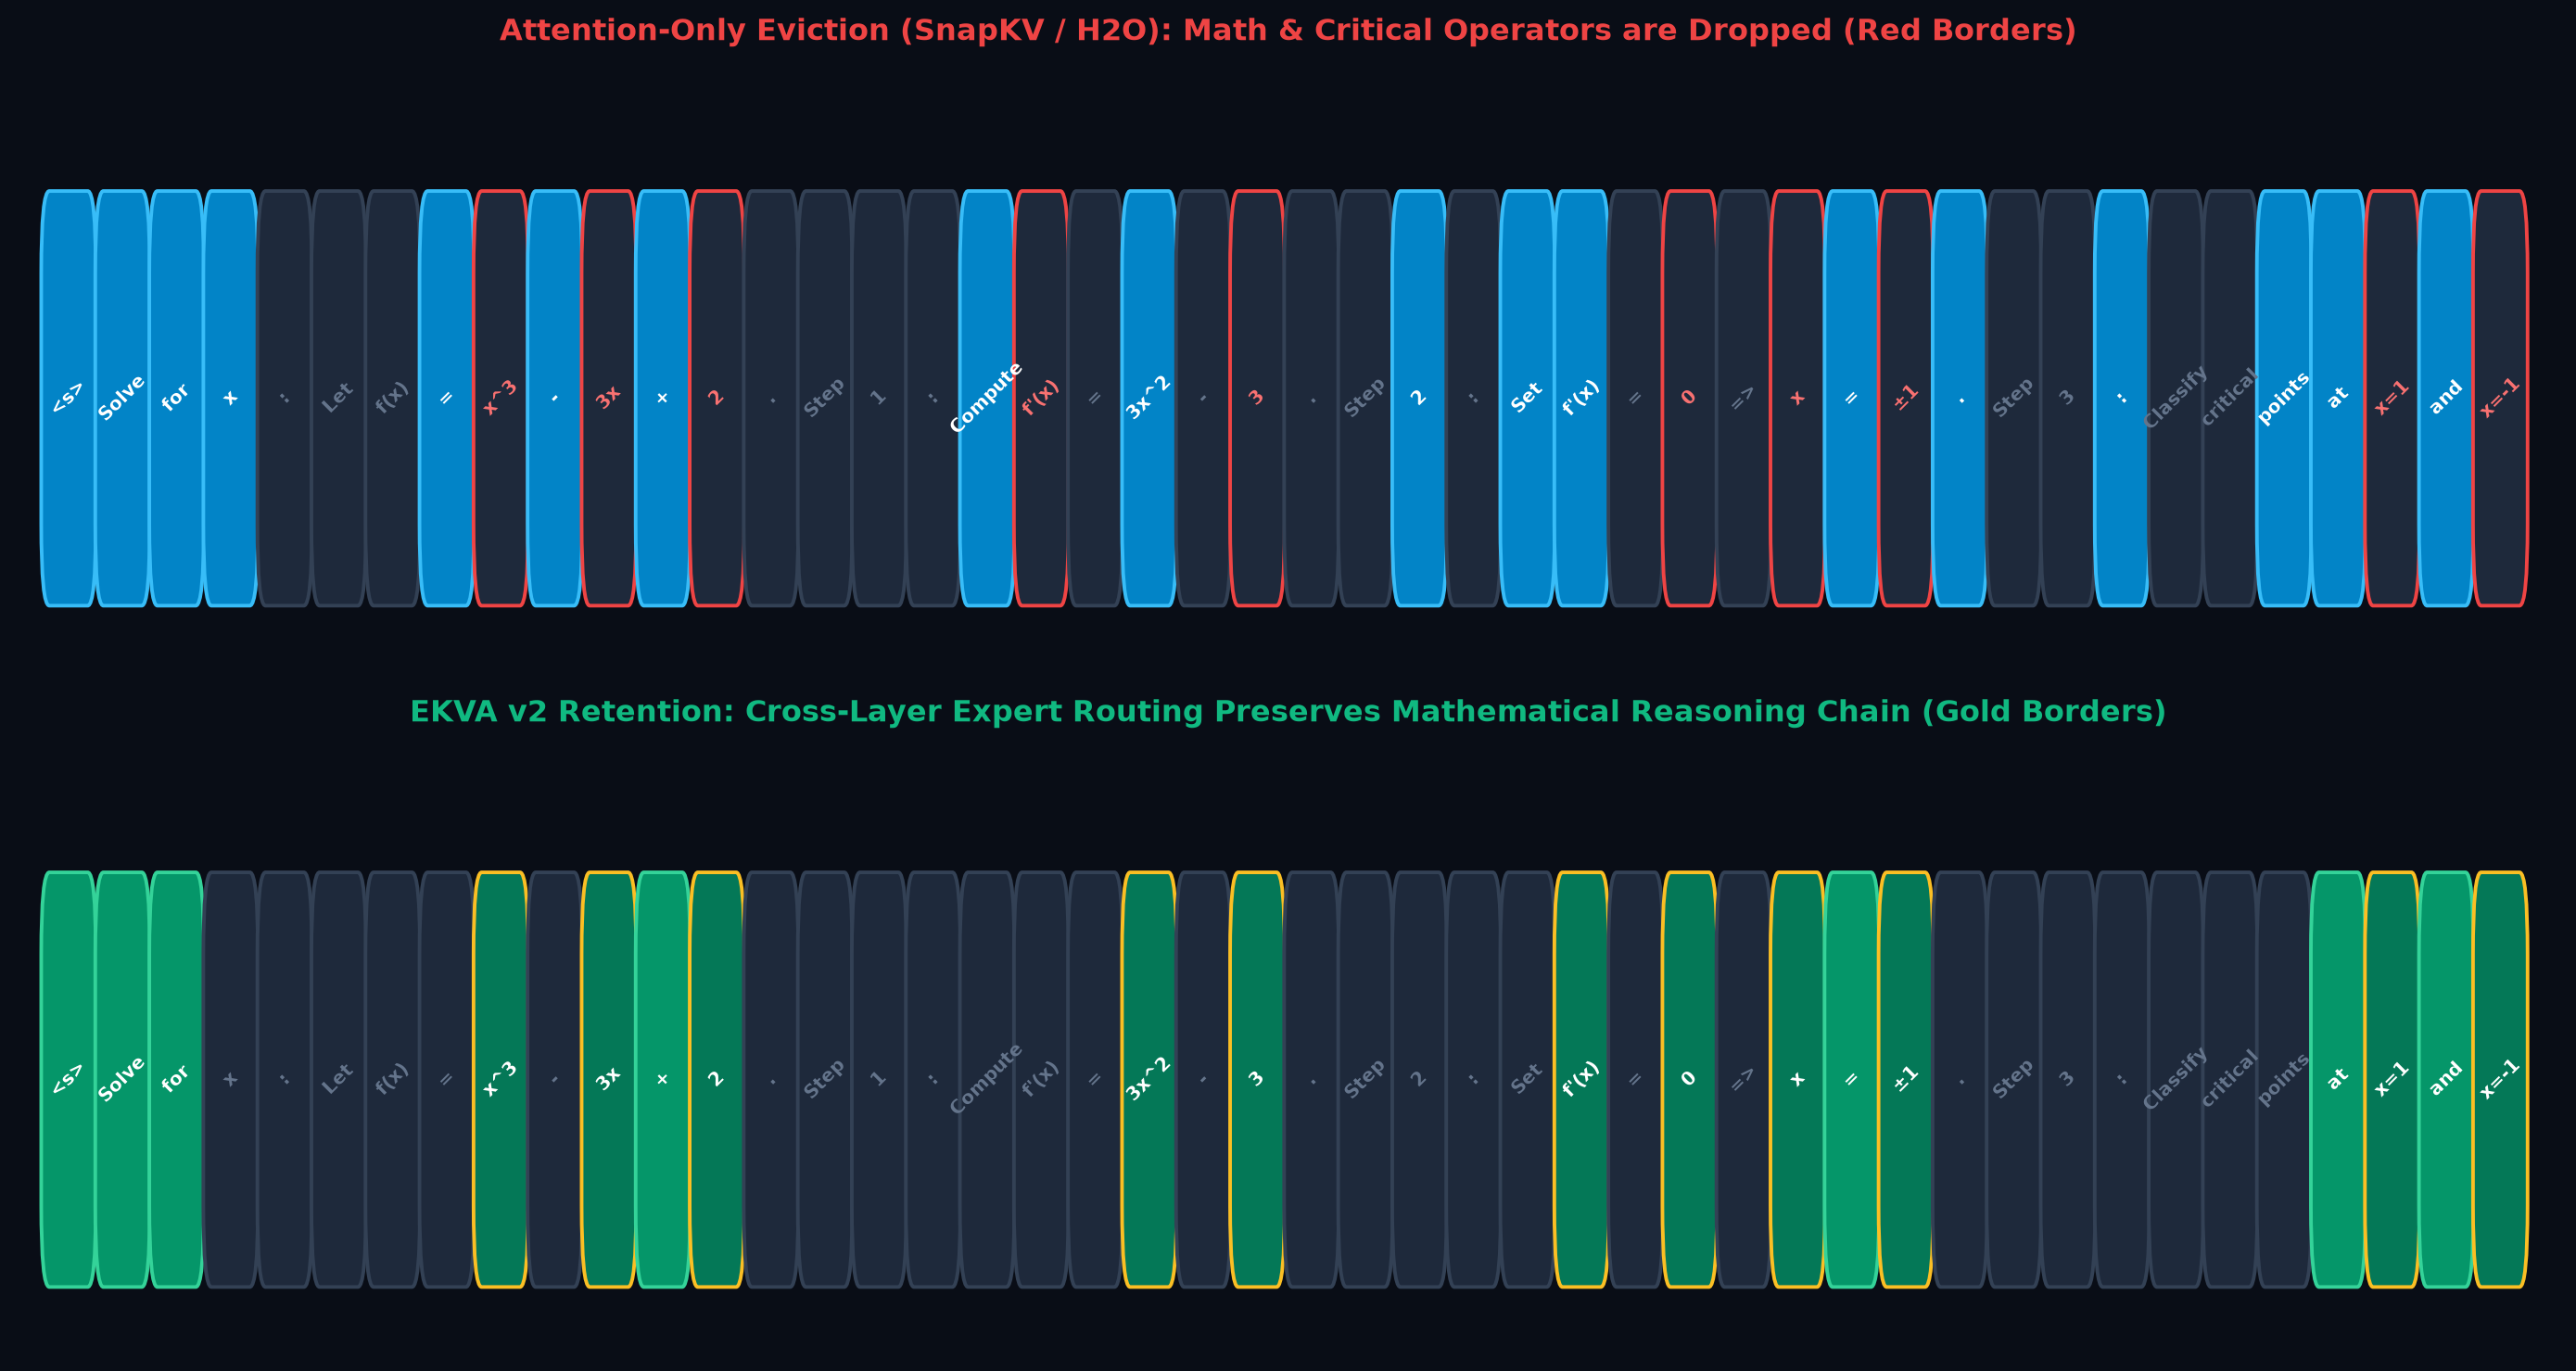 Attention-Only Eviction (SnapKV / H2O): Math & Critical Operators are Dropped (Red Borders)
<s> Solve for x : Let f(x) = x^3 - 3x + 2 . Step 1 : Compute f'(x) = 3x^2 - 3 . Step 2 : Set f'(x) = 0 => x = ±1 . Step 3 : Classify critical points at x=1 and x=-1
EKVA v2 Retention: Cross-Layer Expert Routing Preserves Mathematical Reasoning Chain (Gold Borders)
<s> Solve for x : Let f(x) = x^3 - 3x + 2 . Step 1 : Compute f'(x) = 3x^2 - 3 . Step 2 : Set f'(x) = 0 => x = ±1 . Step 3 : Classify critical points at x=1 and x=-1